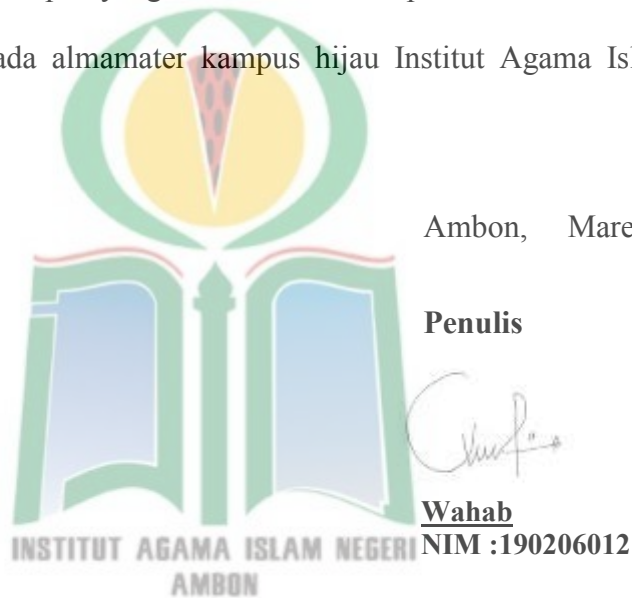 ada almamater kampus hijau Institut Agama Isl
Ambon, Mare
Penulis
Wahab
NIM :190206012
INSTITUT AGAMA ISLAM NEGERI
AMBON